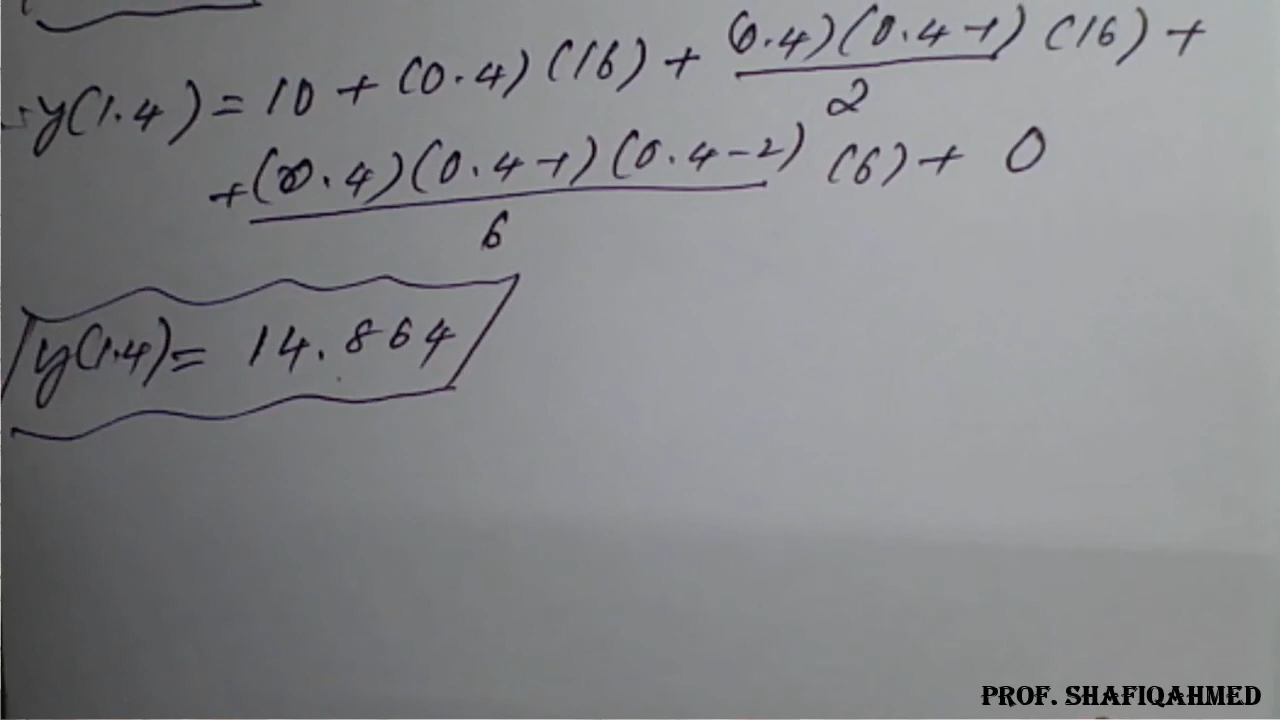 y(1.4) = 10 + (0.4) (16) + (0.4)(0.4-1)/2 (16) +
+ (0.4)(0.4-1)(0.4-2)/6 (6) + 0
y(1.4) = 14.864
PROF. SHAFIQAHMED